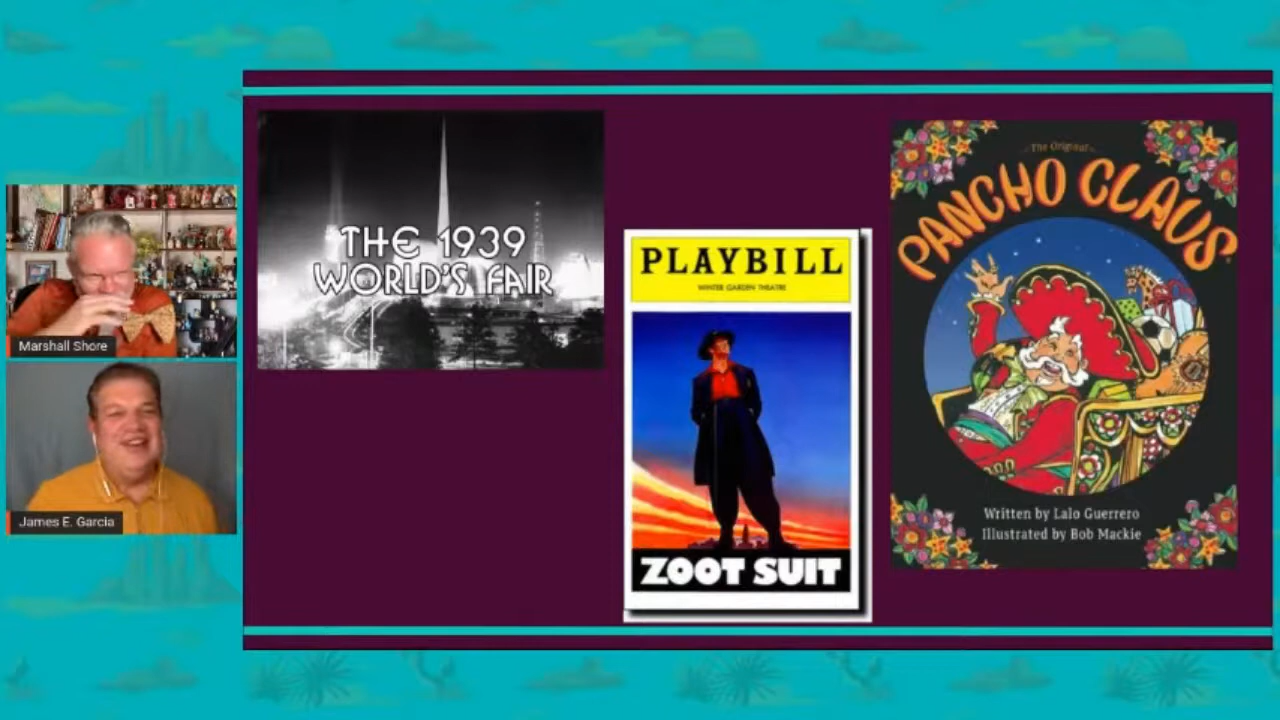 Marshall Shore
James E. Garcia
THE 1939
WORLD'S FAIR
PLAYBILL
WINTER GARDEN THEATRE
ZOOT SUIT
The Original
PANCHO CLAUS
Written by Lalo Guerrero
Illustrated by Bob Mackie